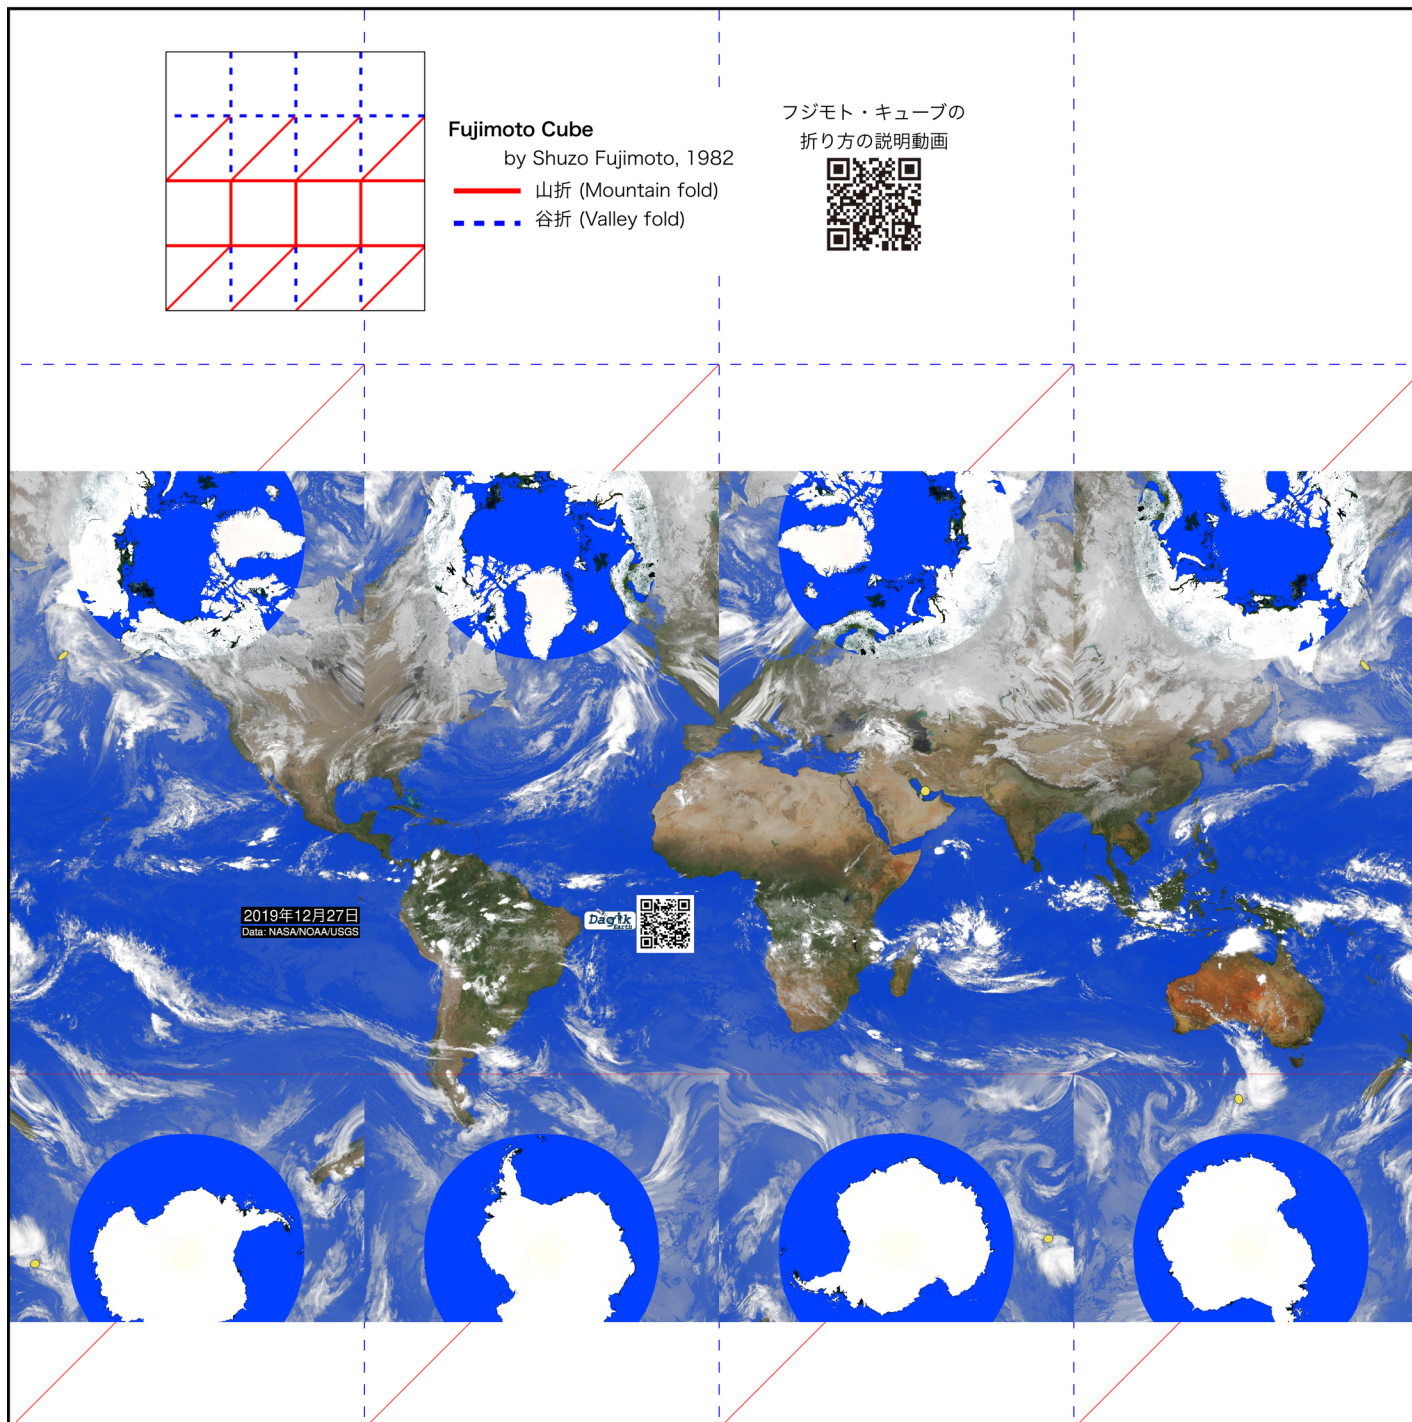 Fujimoto Cube
by Shuzo Fujimoto, 1982
山折 (Mountain fold)
谷折 (Valley fold)
フジモト・キューブの
折り方の説明動画
2019年12月27日
Data: NASA/NOAA/USGS
Dagik
Earth